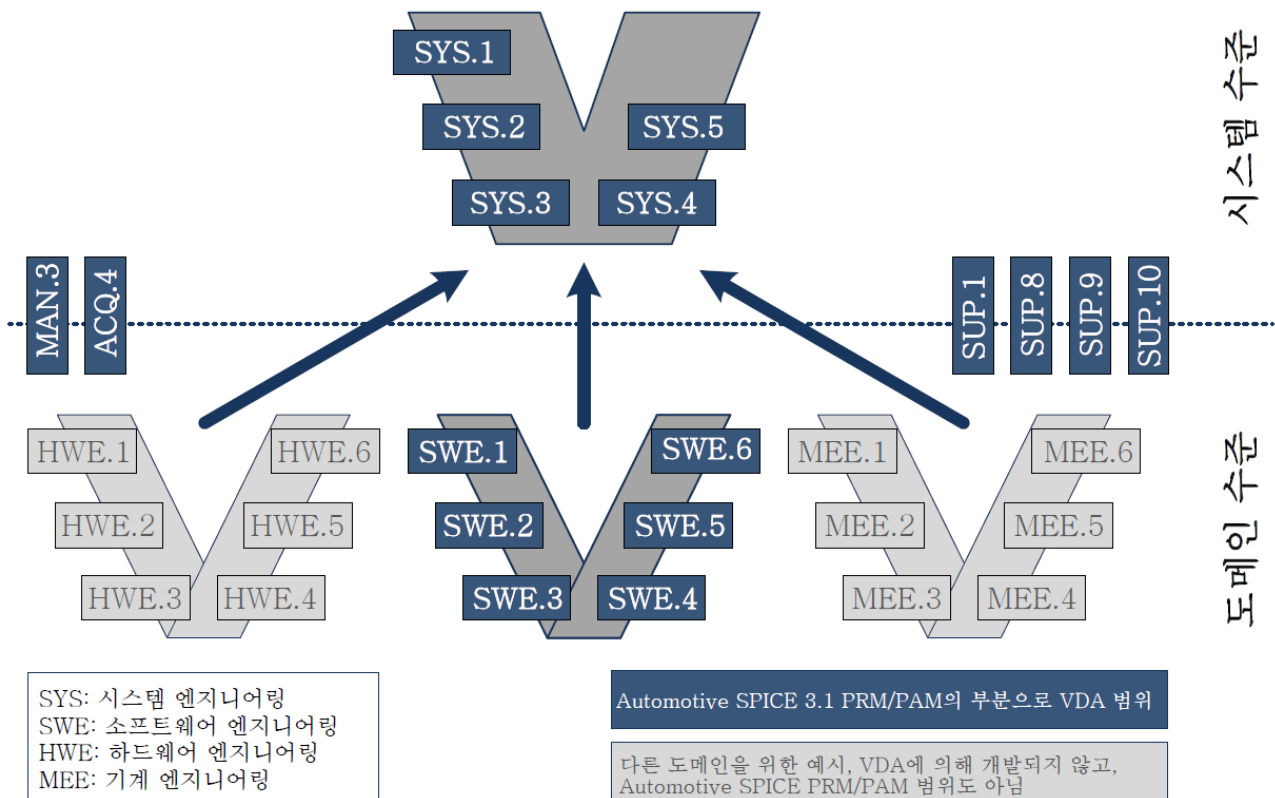 SYS.1
SYS.2
SYS.5
SYS.3
SYS.4
시스템 수준
MAN.3
ACQ.4
SUP.1
SUP.8
SUP.9
SUP.10
HWE.1
HWE.6
SWE.1
SWE.6
MEE.1
MEE.6
HWE.2
HWE.5
SWE.2
SWE.5
MEE.2
MEE.5
HWE.3
HWE.4
SWE.3
SWE.4
MEE.3
MEE.4
도메인 수준
SYS: 시스템 엔지니어링
SWE: 소프트웨어 엔지니어링
HWE: 하드웨어 엔지니어링
MEE: 기계 엔지니어링
Automotive SPICE 3.1 PRM/PAM의 부분으로 VDA 범위
다른 도메인을 위한 예시, VDA에 의해 개발되지 않고,
Automotive SPICE PRM/PAM 범위도 아님